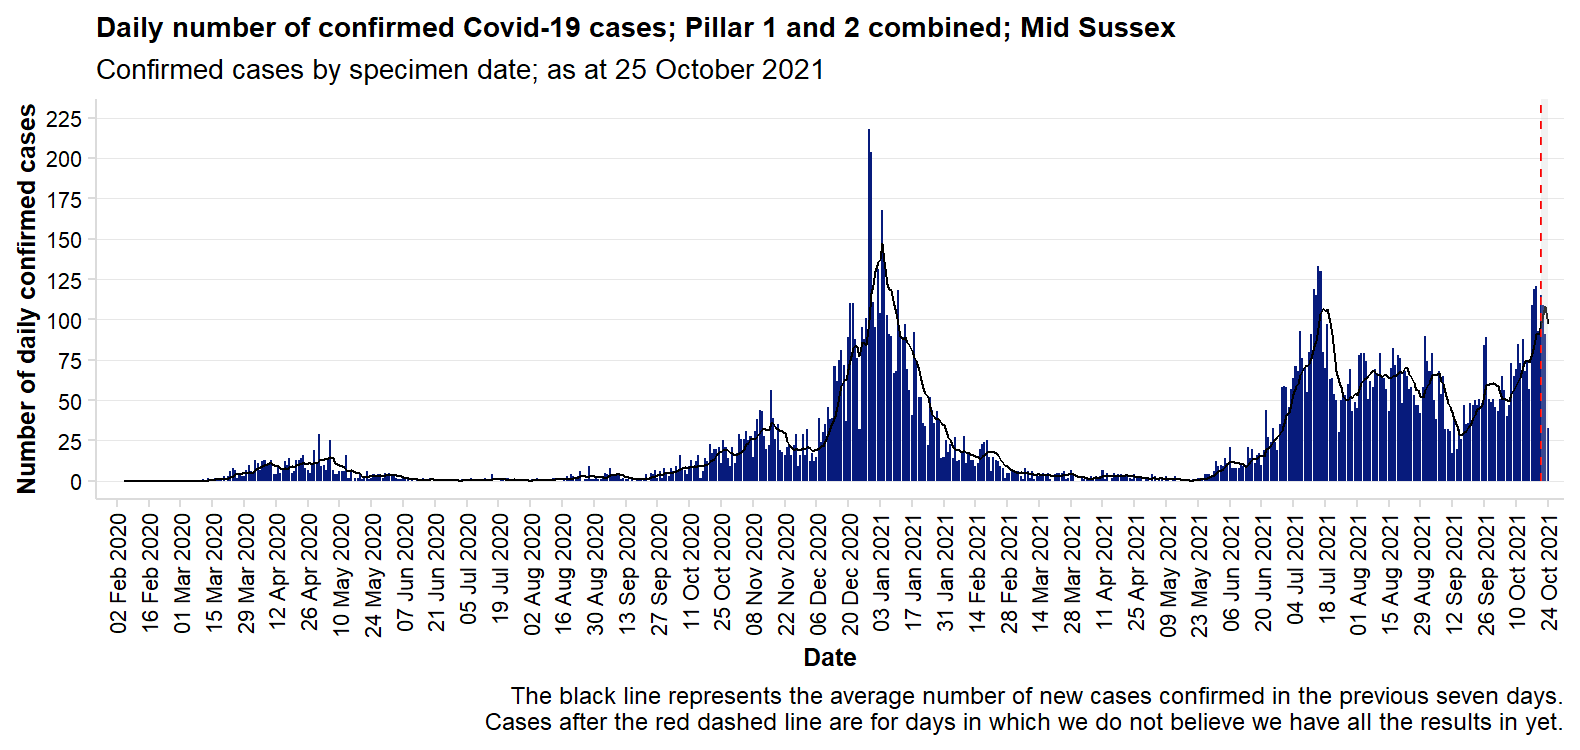 Daily number of confirmed Covid-19 cases; Pillar 1 and 2 combined; Mid Sussex
Confirmed cases by specimen date; as at 25 October 2021
Number of daily confirmed cases
225
200
175
150
125
100
75
50
25
0
02 Feb 2020
16 Feb 2020
01 Mar 2020
15 Mar 2020
29 Mar 2020
12 Apr 2020
26 Apr 2020
10 May 2020
24 May 2020
07 Jun 2020
21 Jun 2020
05 Jul 2020
19 Jul 2020
02 Aug 2020
16 Aug 2020
30 Aug 2020
13 Sep 2020
27 Sep 2020
11 Oct 2020
25 Oct 2020
08 Nov 2020
22 Nov 2020
06 Dec 2020
20 Dec 2020
03 Jan 2021
17 Jan 2021
31 Jan 2021
14 Feb 2021
28 Feb 2021
14 Mar 2021
28 Mar 2021
11 Apr 2021
25 Apr 2021
09 May 2021
23 May 2021
06 Jun 2021
20 Jun 2021
04 Jul 2021
18 Jul 2021
01 Aug 2021
15 Aug 2021
29 Aug 2021
12 Sep 2021
26 Sep 2021
10 Oct 2021
24 Oct 2021
Date
The black line represents the average number of new cases confirmed in the previous seven days.
Cases after the red dashed line are for days in which we do not believe we have all the results in yet.